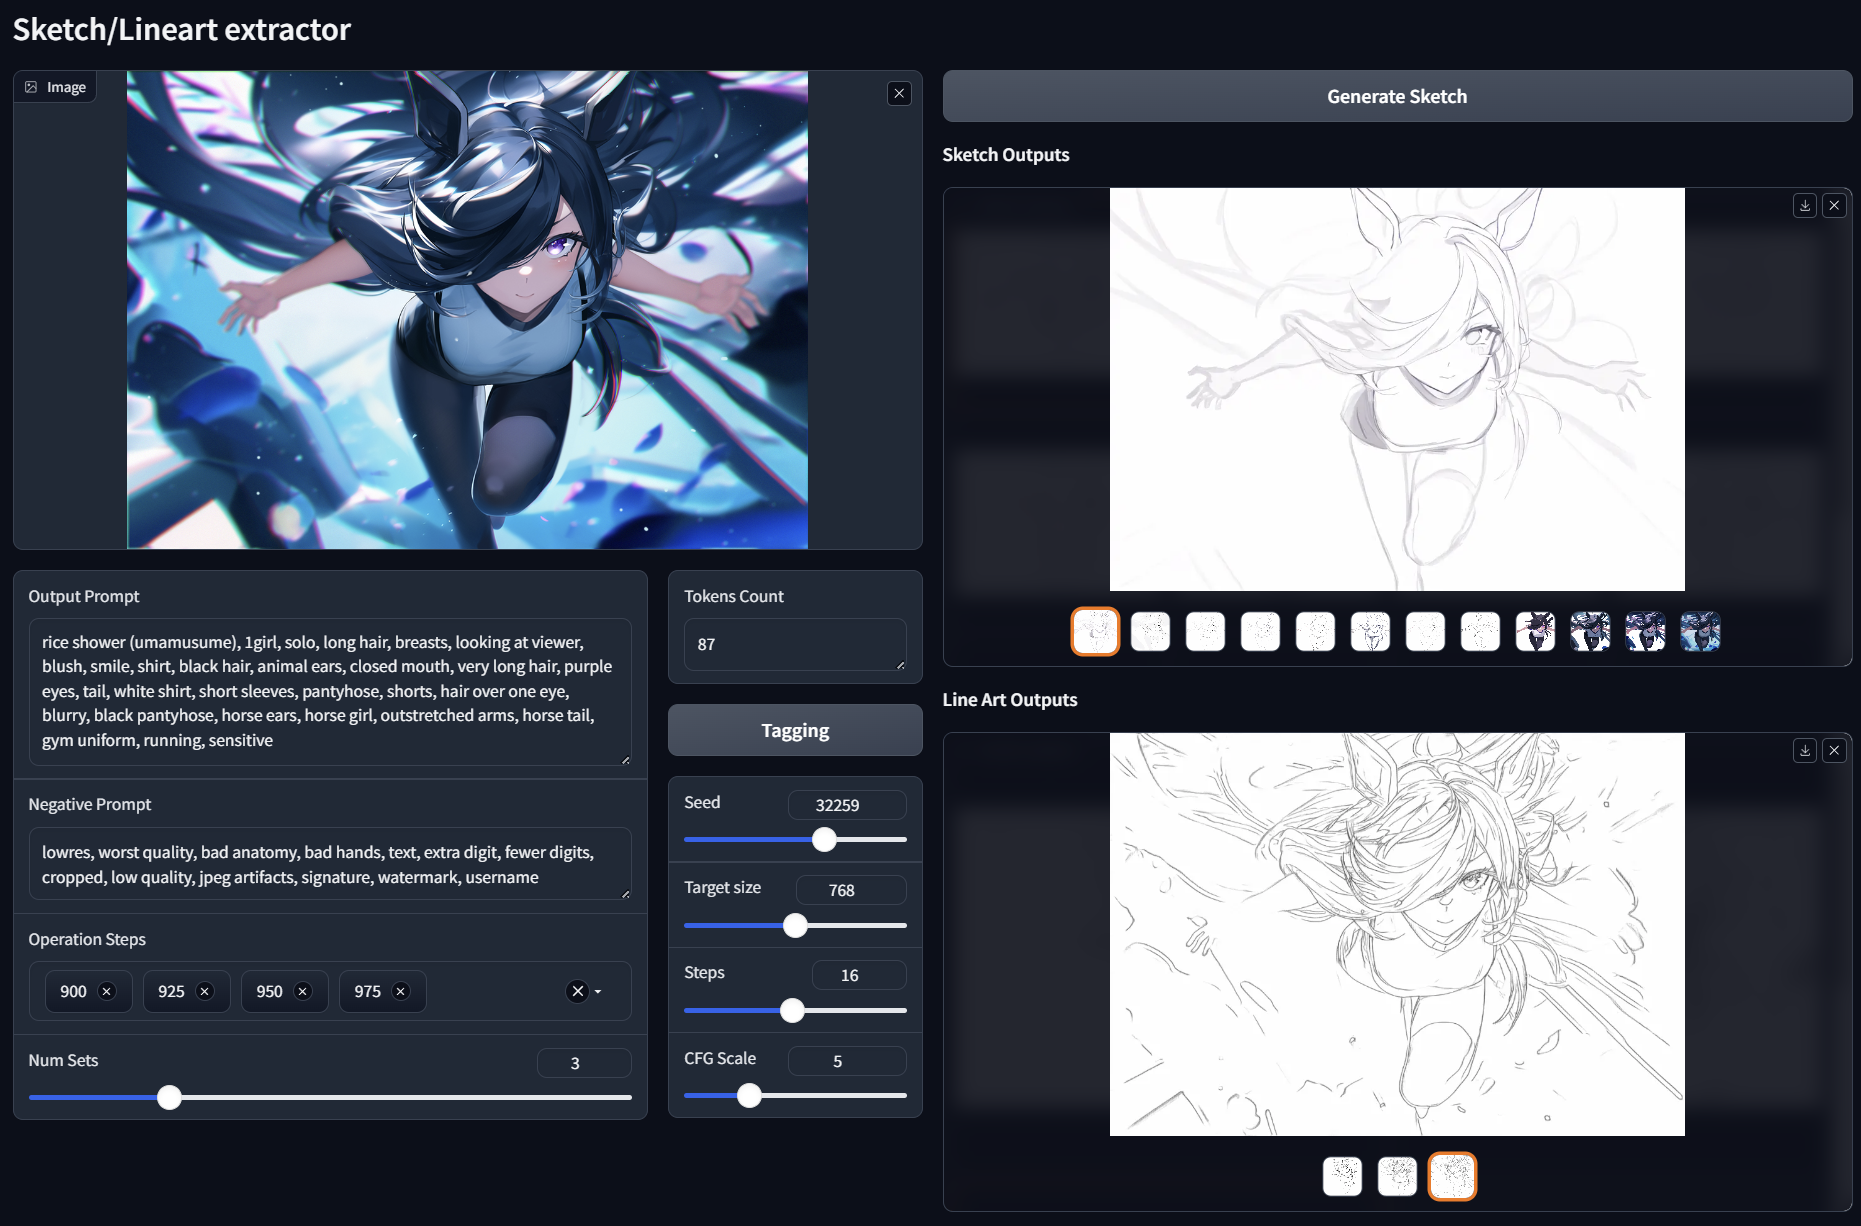 Sketch/Lineart extractor
Image
Output Prompt
rice shower (umamusume), 1girl, solo, long hair, breasts, looking at viewer,
blush, smile, shirt, black hair, animal ears, closed mouth, very long hair, purple
eyes, tail, white shirt, short sleeves, pantyhose, shorts, hair over one eye,
blurry, black pantyhose, horse ears, horse girl, outstretched arms, horse tail,
gym uniform, running, sensitive
Negative Prompt
lowres, worst quality, bad anatomy, bad hands, text, extra digit, fewer digits,
cropped, low quality, jpeg artifacts, signature, watermark, username
Operation Steps
900 925 950 975
Num Sets 3
Tokens Count
87
Tagging
Seed 32259
Target size 768
Steps 16
CFG Scale 5
Generate Sketch
Sketch Outputs
Line Art Outputs